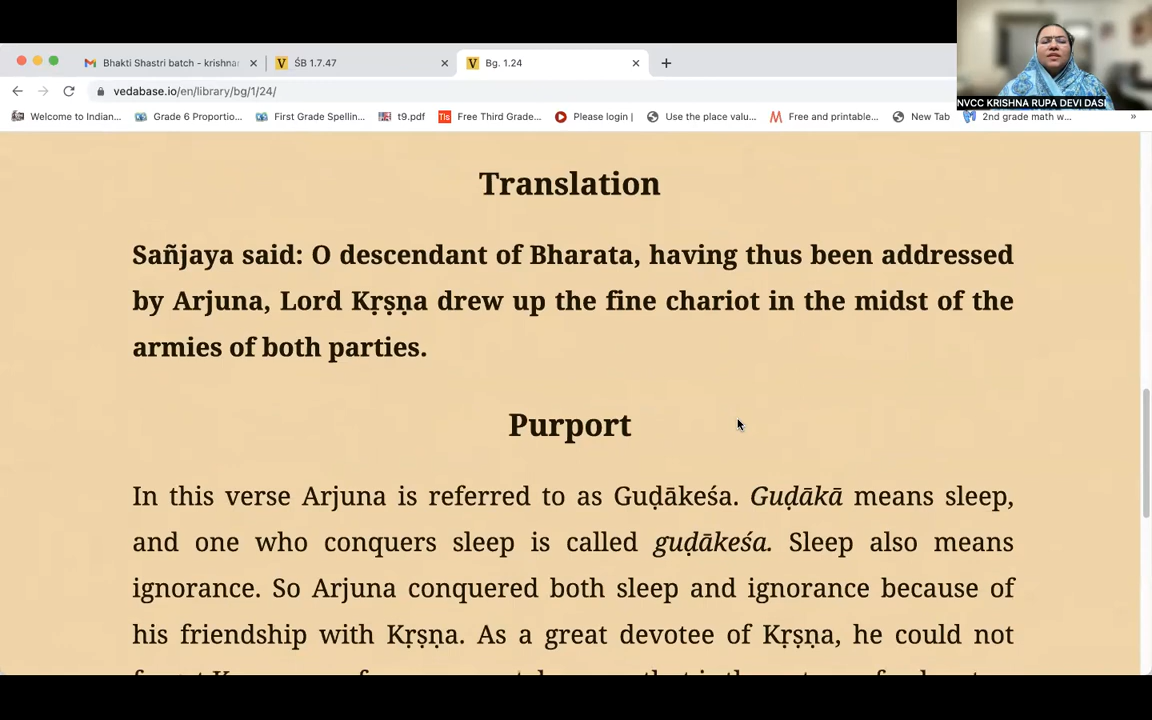 Bhakti Shastri batch - krishna
ŚB 1.7.47
Bg. 1.24
vedabase.io/en/library/bg/1/24/
Welcome to Indian...
Grade 6 Proportio...
First Grade Spellin...
t9.pdf
Free Third Grade...
Please login |
Use the place valu...
Free and printable...
New Tab
2nd grade math w...
NVCC KRISHNA RUPA DEVI DASI
Translation
Sañjaya said: O descendant of Bharata, having thus been addressed
by Arjuna, Lord Kṛṣṇa drew up the fine chariot in the midst of the
armies of both parties.
Purport
In this verse Arjuna is referred to as Guḍākeśa. Guḍākā means sleep,
and one who conquers sleep is called guḍākeśa. Sleep also means
ignorance. So Arjuna conquered both sleep and ignorance because of
his friendship with Kṛṣṇa. As a great devotee of Kṛṣṇa, he could not